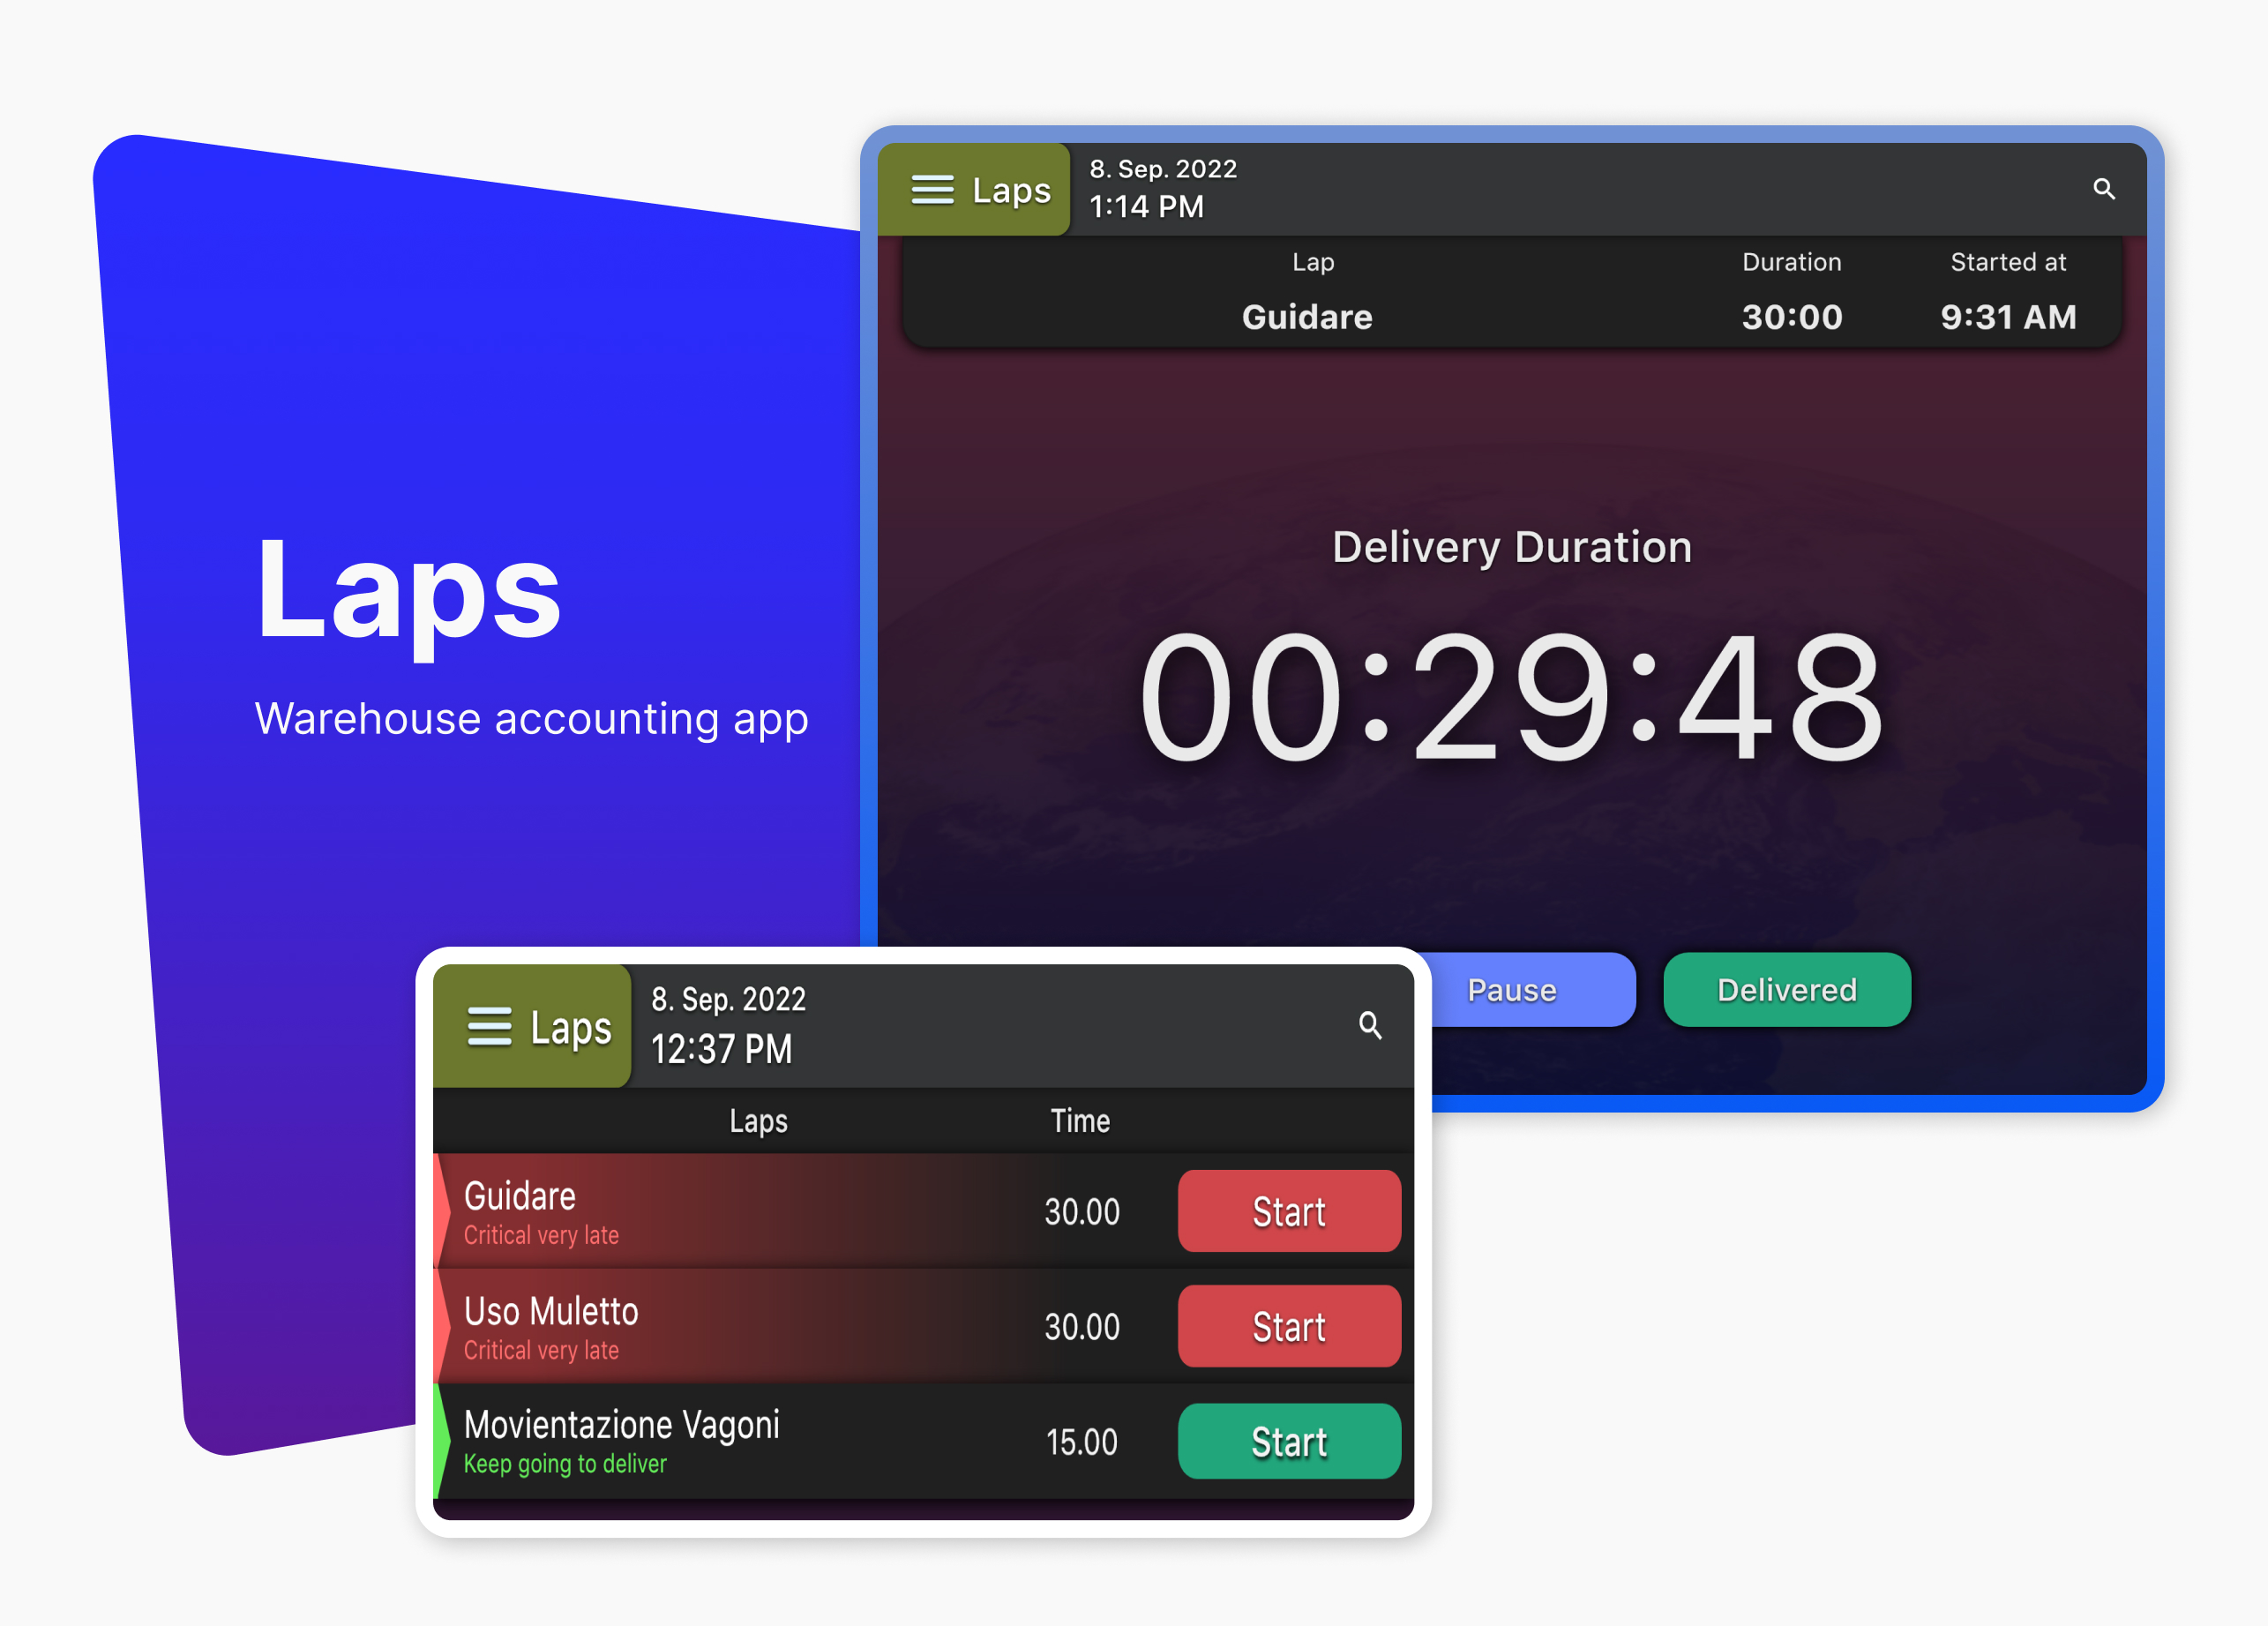 Laps
Warehouse accounting app
Laps
8. Sep. 2022
1:14 PM
Lap Duration Started at
Guidare 30:00 9:31 AM
Delivery Duration
00:29:48
Pause Delivered
Laps
8. Sep. 2022
12:37 PM
Laps Time
Guidare
Critical very late
30.00 Start
Uso Muletto
Critical very late
30.00 Start
Movientazione Vagoni
Keep going to deliver
15.00 Start